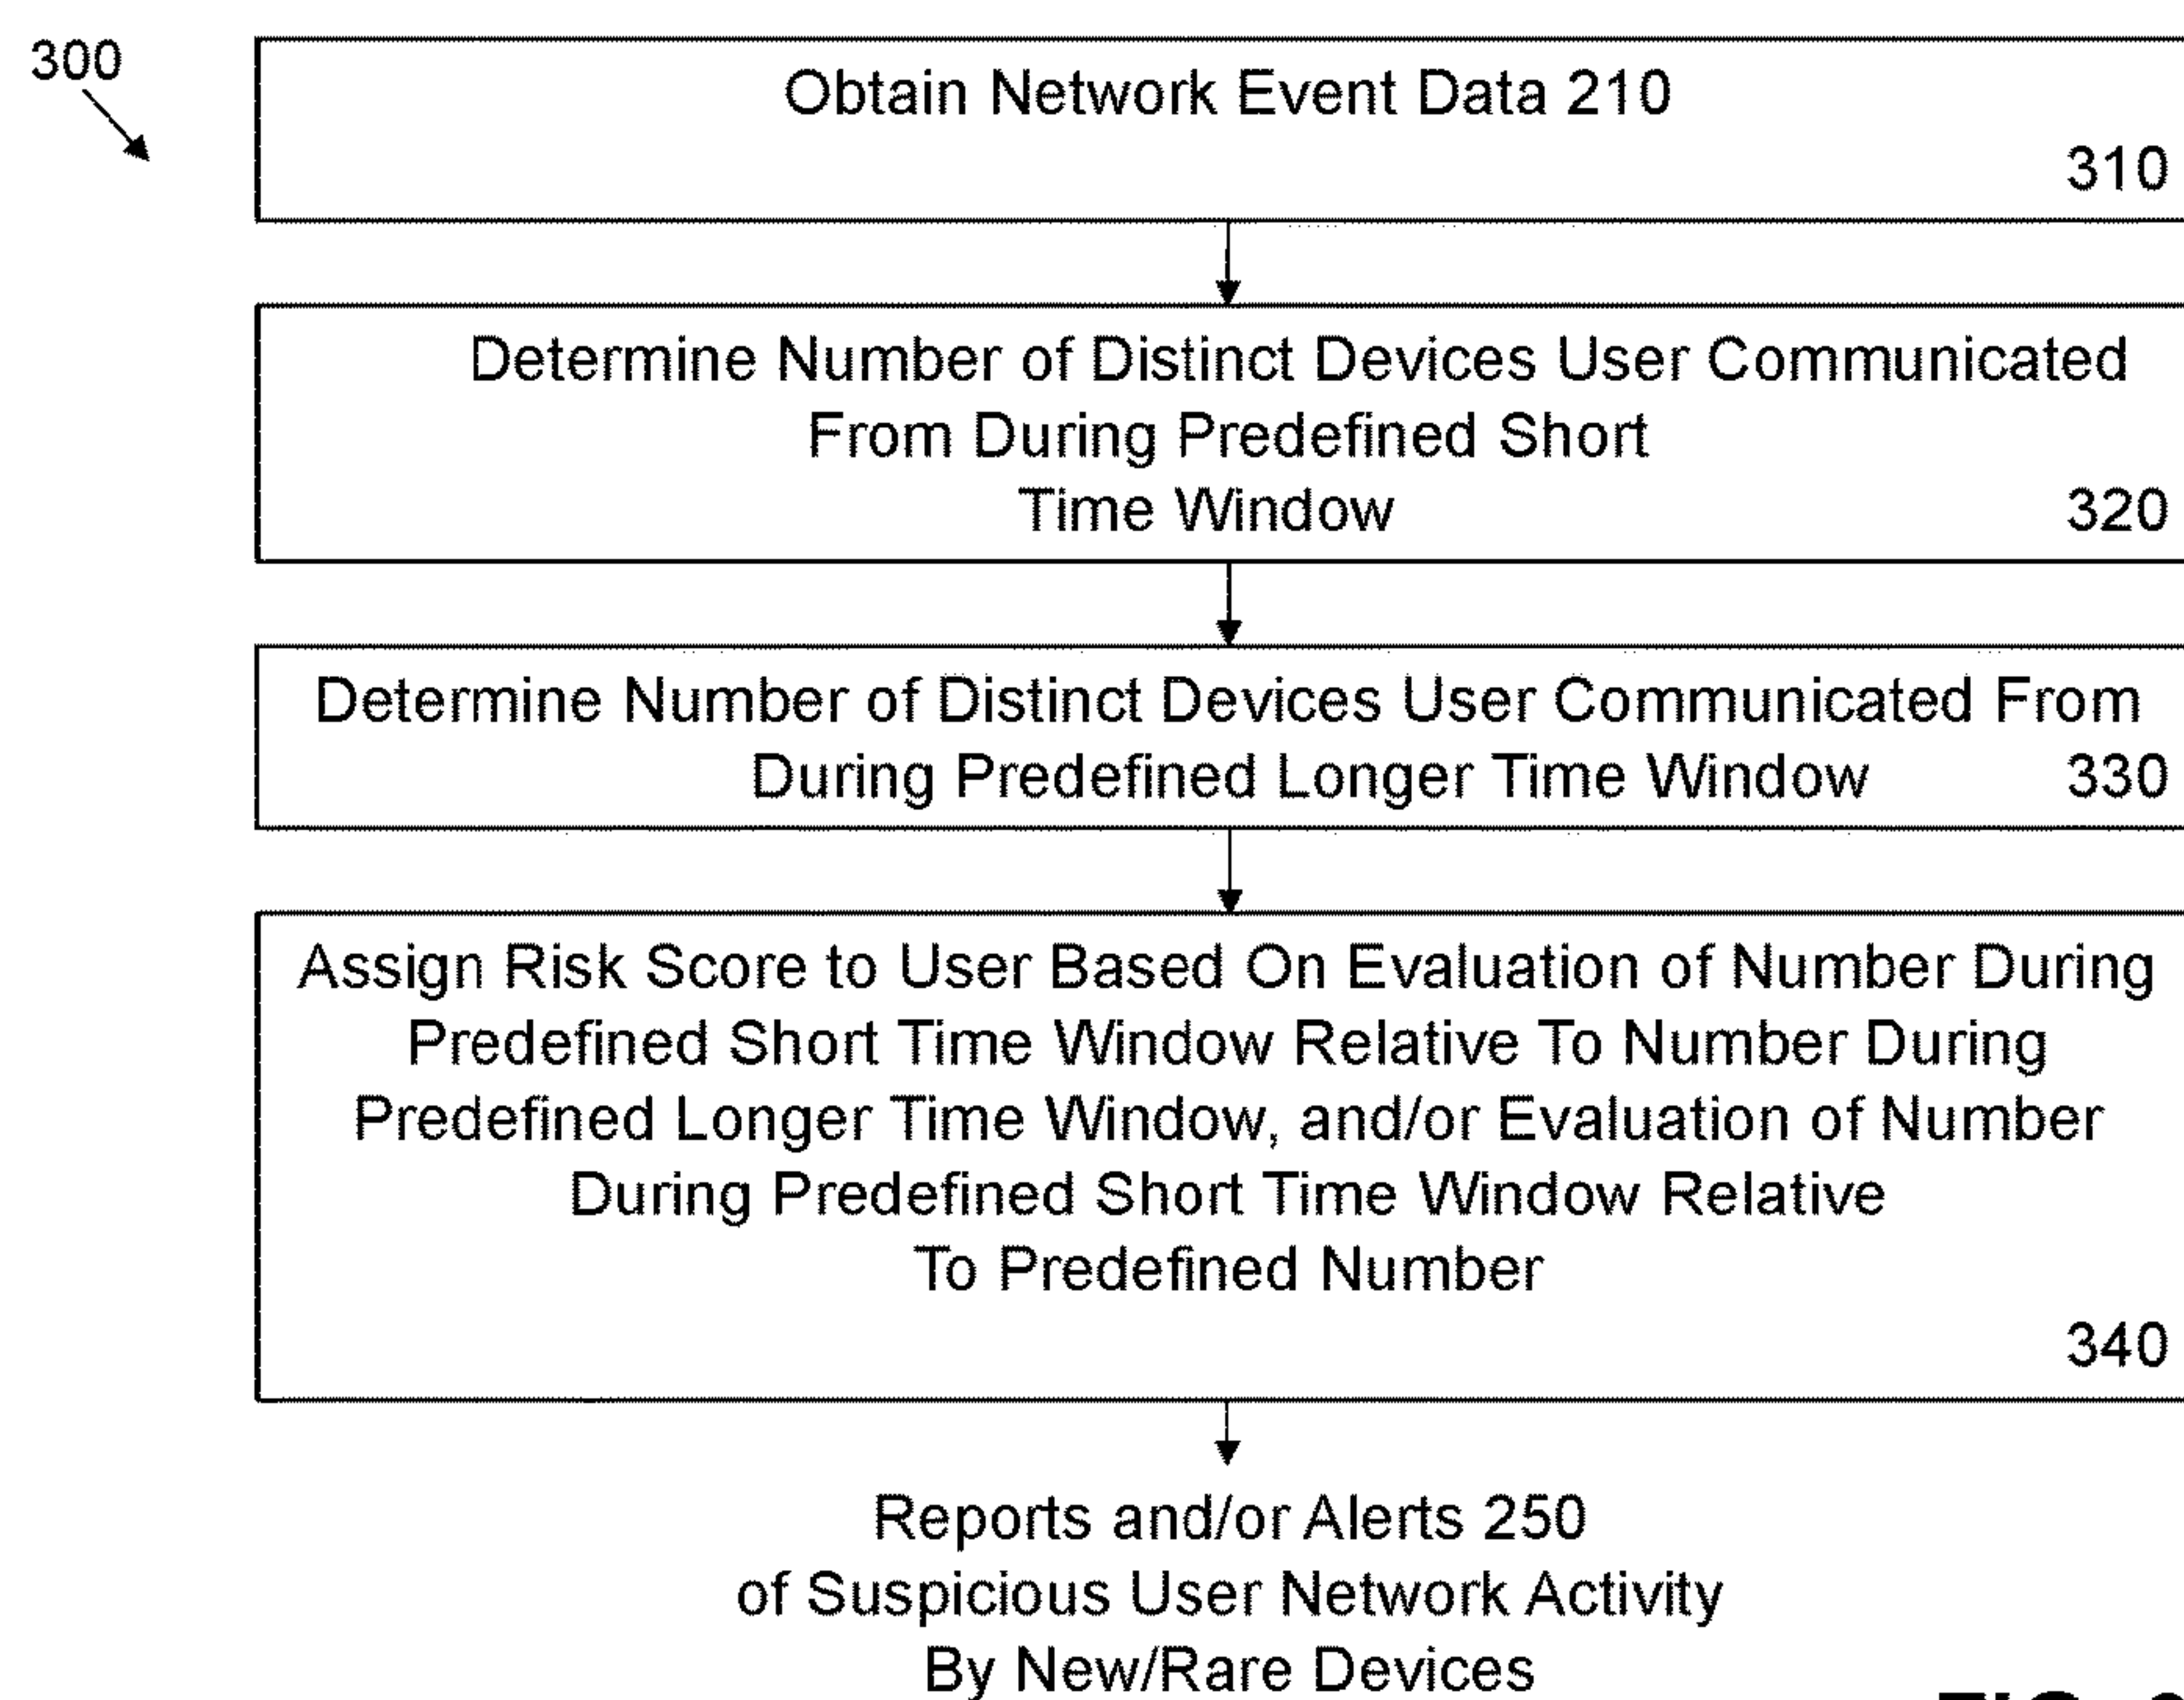 300
Obtain Network Event Data 210
310
Determine Number of Distinct Devices User Communicated
From During Predefined Short
Time Window 320
Determine Number of Distinct Devices User Communicated From
During Predefined Longer Time Window 330
Assign Risk Score to User Based On Evaluation of Number During
Predefined Short Time Window Relative To Number During
Predefined Longer Time Window, and/or Evaluation of Number
During Predefined Short Time Window Relative
To Predefined Number
340
Reports and/or Alerts 250
of Suspicious User Network Activity
By New/Rare Devices